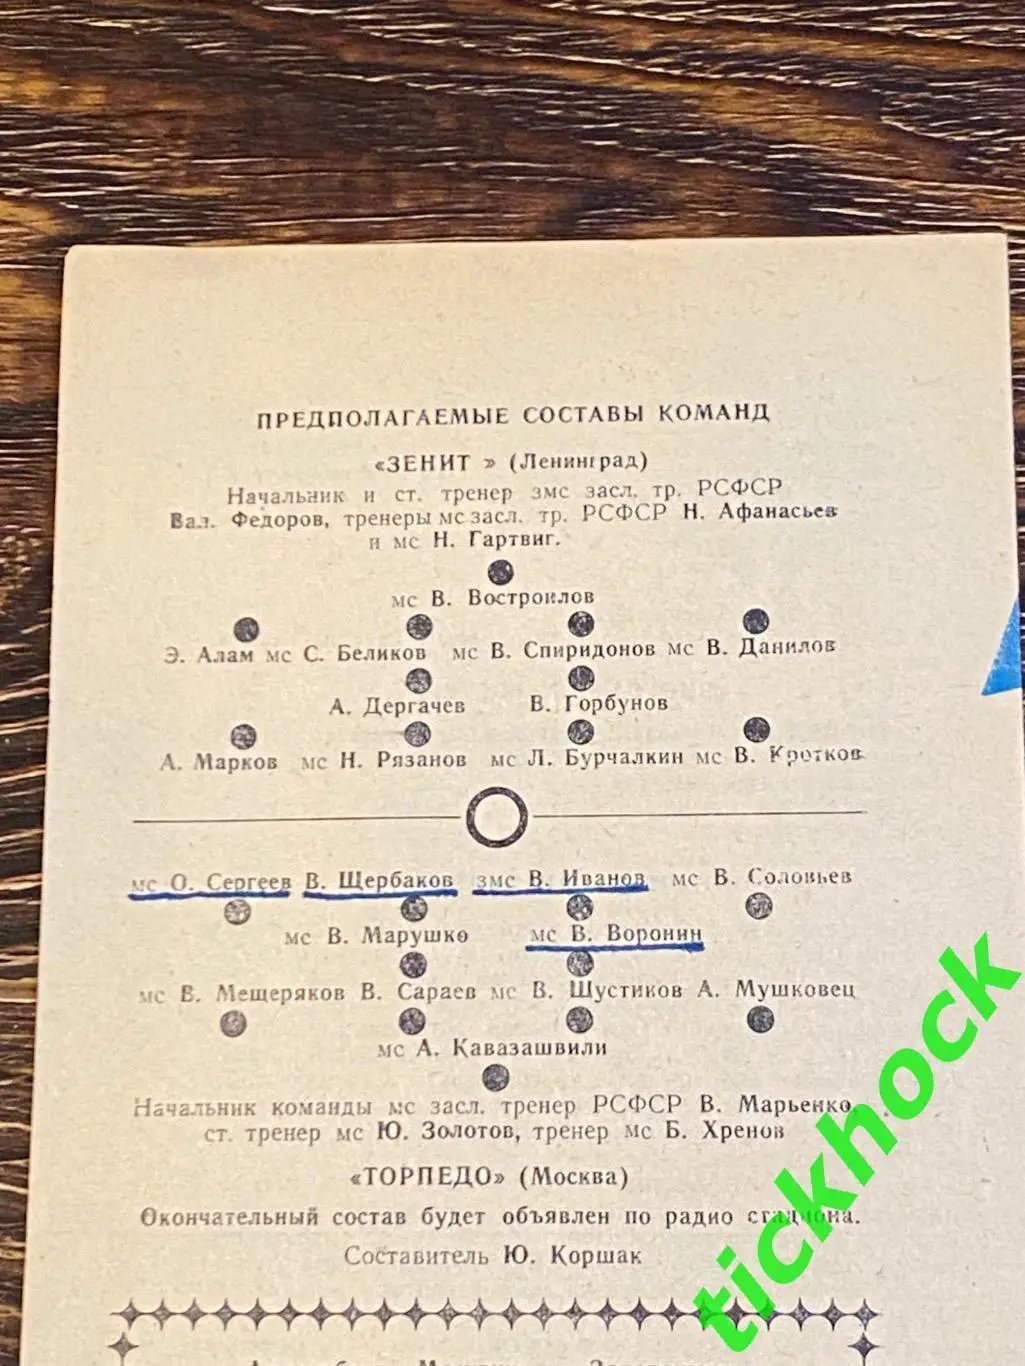 ПРЕДПОЛАГАЕМЫЕ СОСТАВЫ КОМАНД
«ЗЕНИТ» (Ленинград)
Начальник и ст. тренер змс засл. тр. РСФСР
Вал. Федоров, тренеры мс засл. тр. РСФСР Н. Афанасьев
и мс Н. Гартвиг.
мс В. Востроилов
Э. Алам мс С. Беликов мс В. Спиридонов мс В. Данилов
А. Дергачев В. Горбунов
А. Марков мс Н. Рязанов мс Л. Бурчалкин мс В. Кротков
мс О. Сергеев В. Щербаков змс В. Иванов мс В. Соловьев
мс В. Марушко мс В. Воронин
мс В. Мещеряков В. Сараев мс В. Шустиков А. Мушковец
мс А. Кавазашвили
Начальник команды мс засл. тренер РСФСР В. Марьенко,
ст. тренер мс Ю. Золотов, тренер мс Б. Хренов
«ТОРПЕДО» (Москва)
Окончательный состав будет объявлен по радио стадиона.
Составитель Ю. Коршак
tickhock